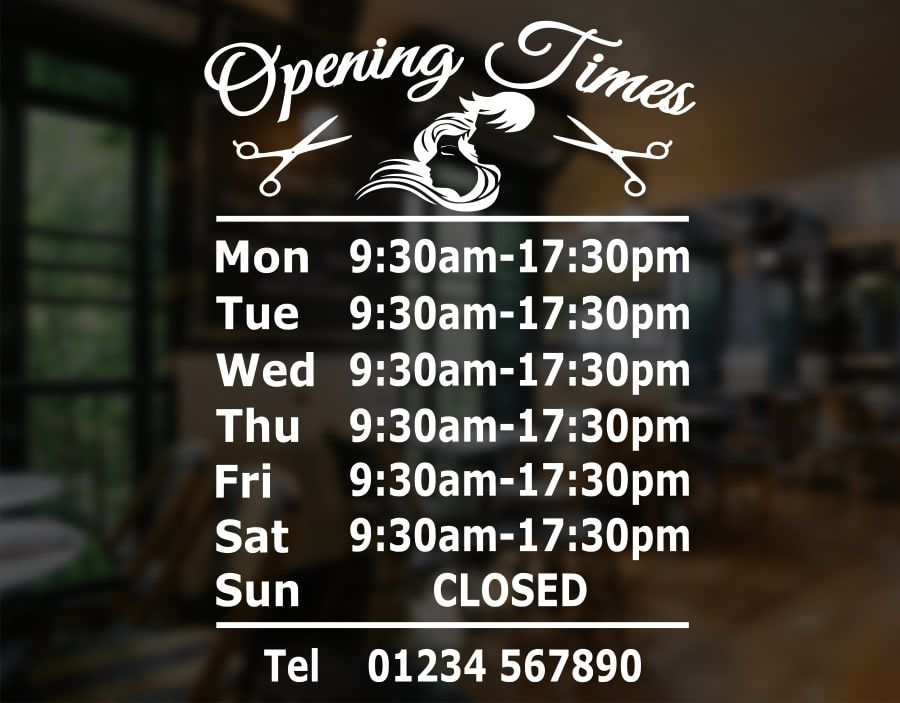 Opening Times
Mon 9:30am-17:30pm
Tue 9:30am-17:30pm
Wed 9:30am-17:30pm
Thu 9:30am-17:30pm
Fri 9:30am-17:30pm
Sat 9:30am-17:30pm
Sun CLOSED
Tel 01234 567890